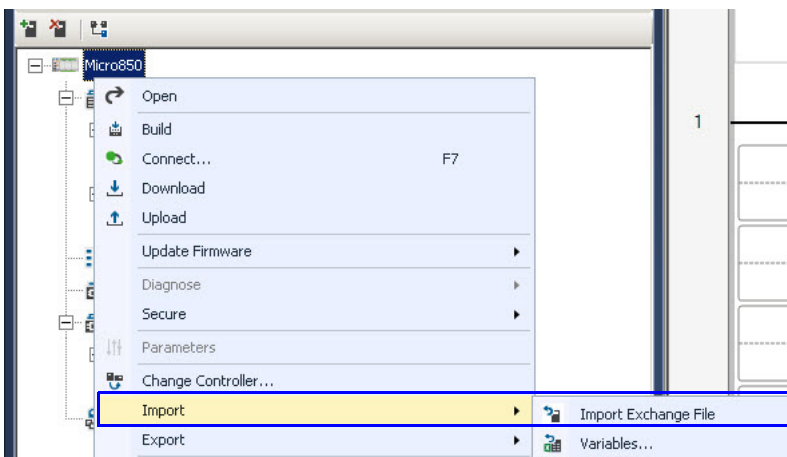 Micro850
Open
Build
1
Connect... F7
Download
Upload
Update Firmware
Diagnose
Secure
Parameters
Change Controller...
Import
Import Exchange File
Export
Variables...